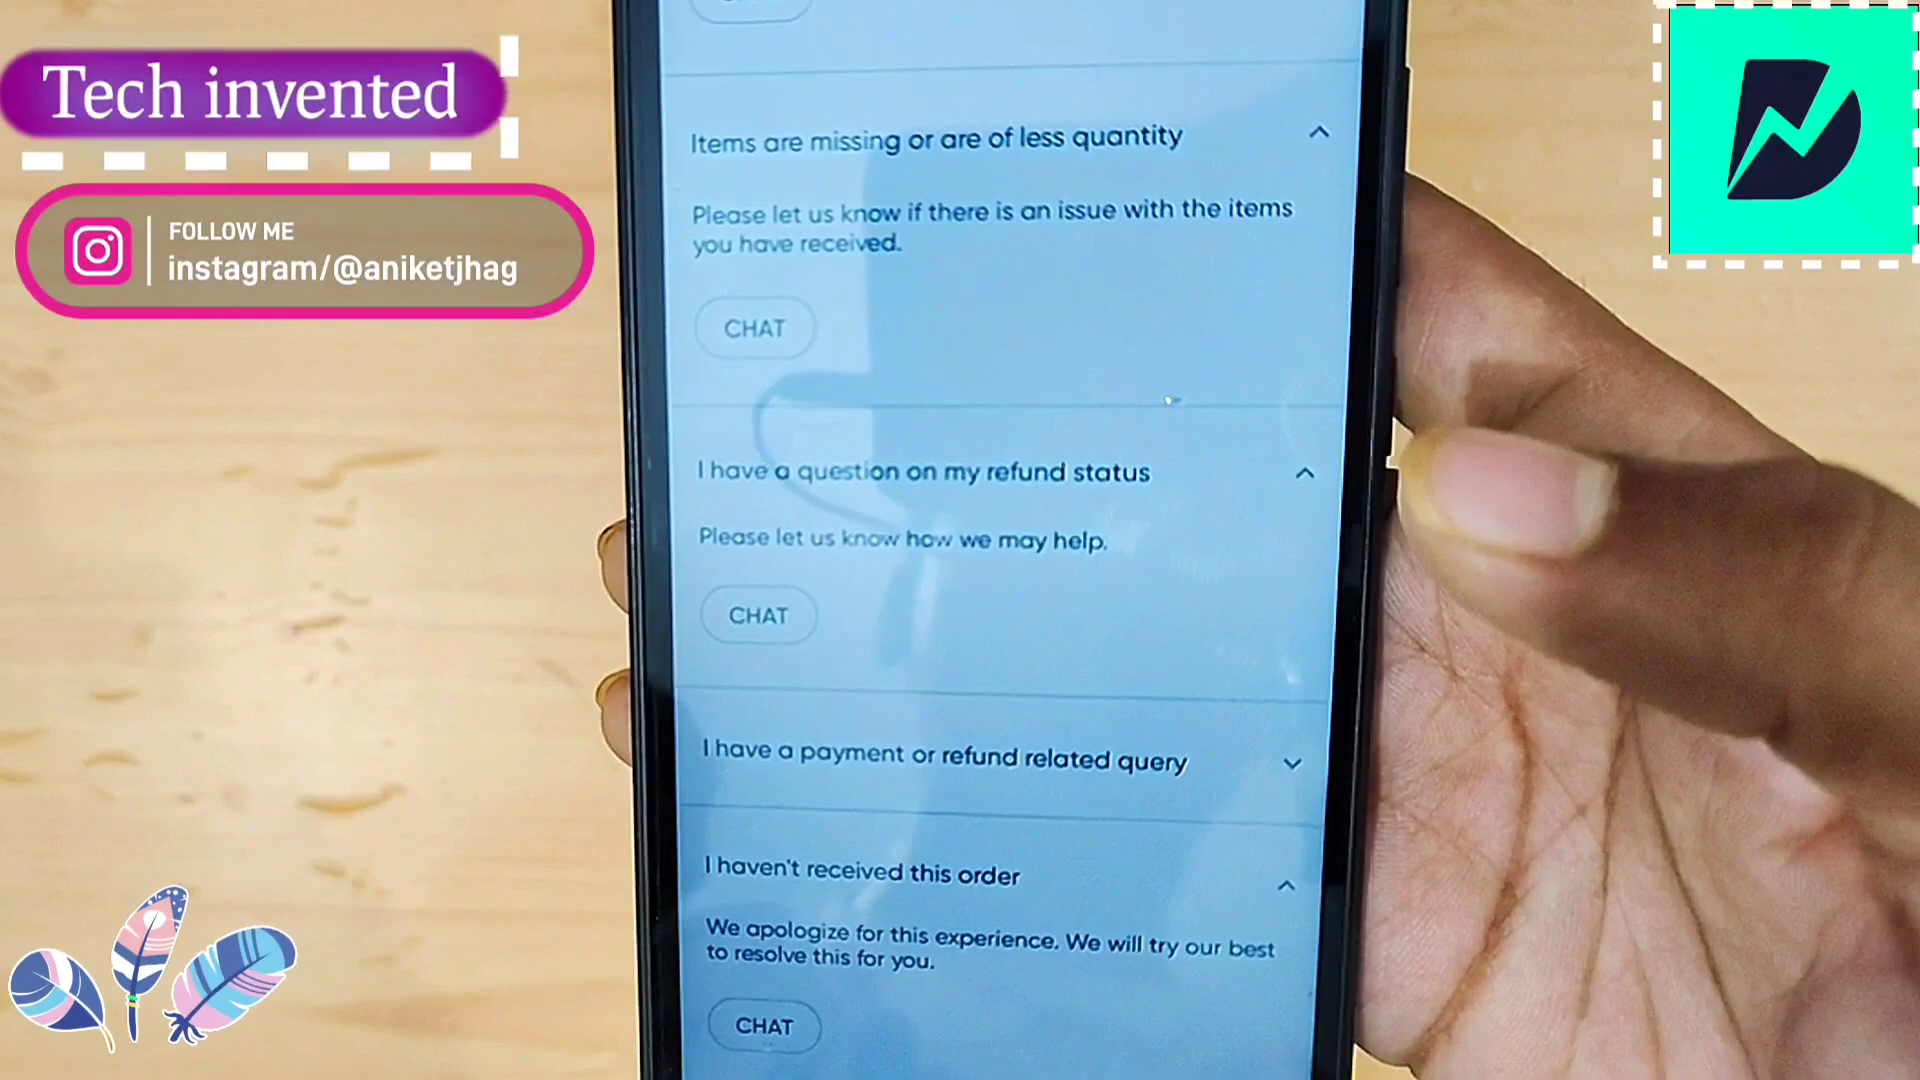 Tech invented
FOLLOW ME
instagram/@aniketjhag
Items are missing or are of less quantity
Please let us know if there is an issue with the items
you have received.
CHAT
I have a question on my refund status
Please let us know how we may help.
CHAT
I have a payment or refund related query
I haven't received this order
We apologize for this experience. We will try our best
to resolve this for you.
CHAT